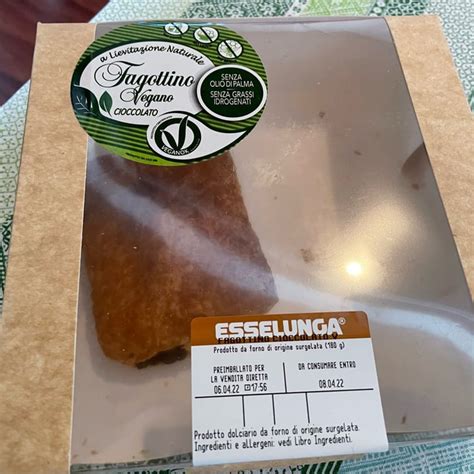 a Lievitazione Naturale
Fagottino
Vegano
CIOCCOLATO
SENZA
OLIO DI PALMA
SENZA GRASSI
IDROGENATI
VEGANOK
ESSELUNGA®
FAGOTTINO CIOCCOLATO V
Prodotto da forno di origine surgelata (180 g)
PREIMBALLATO PER
LA VENDITA DIRETTA
06.04.22 17:56
DA CONSUMARE ENTRO
08.04.22
Prodotto dolciario da forno di origine surgelata.
Ingredienti e allergeni: vedi Libro Ingredienti.